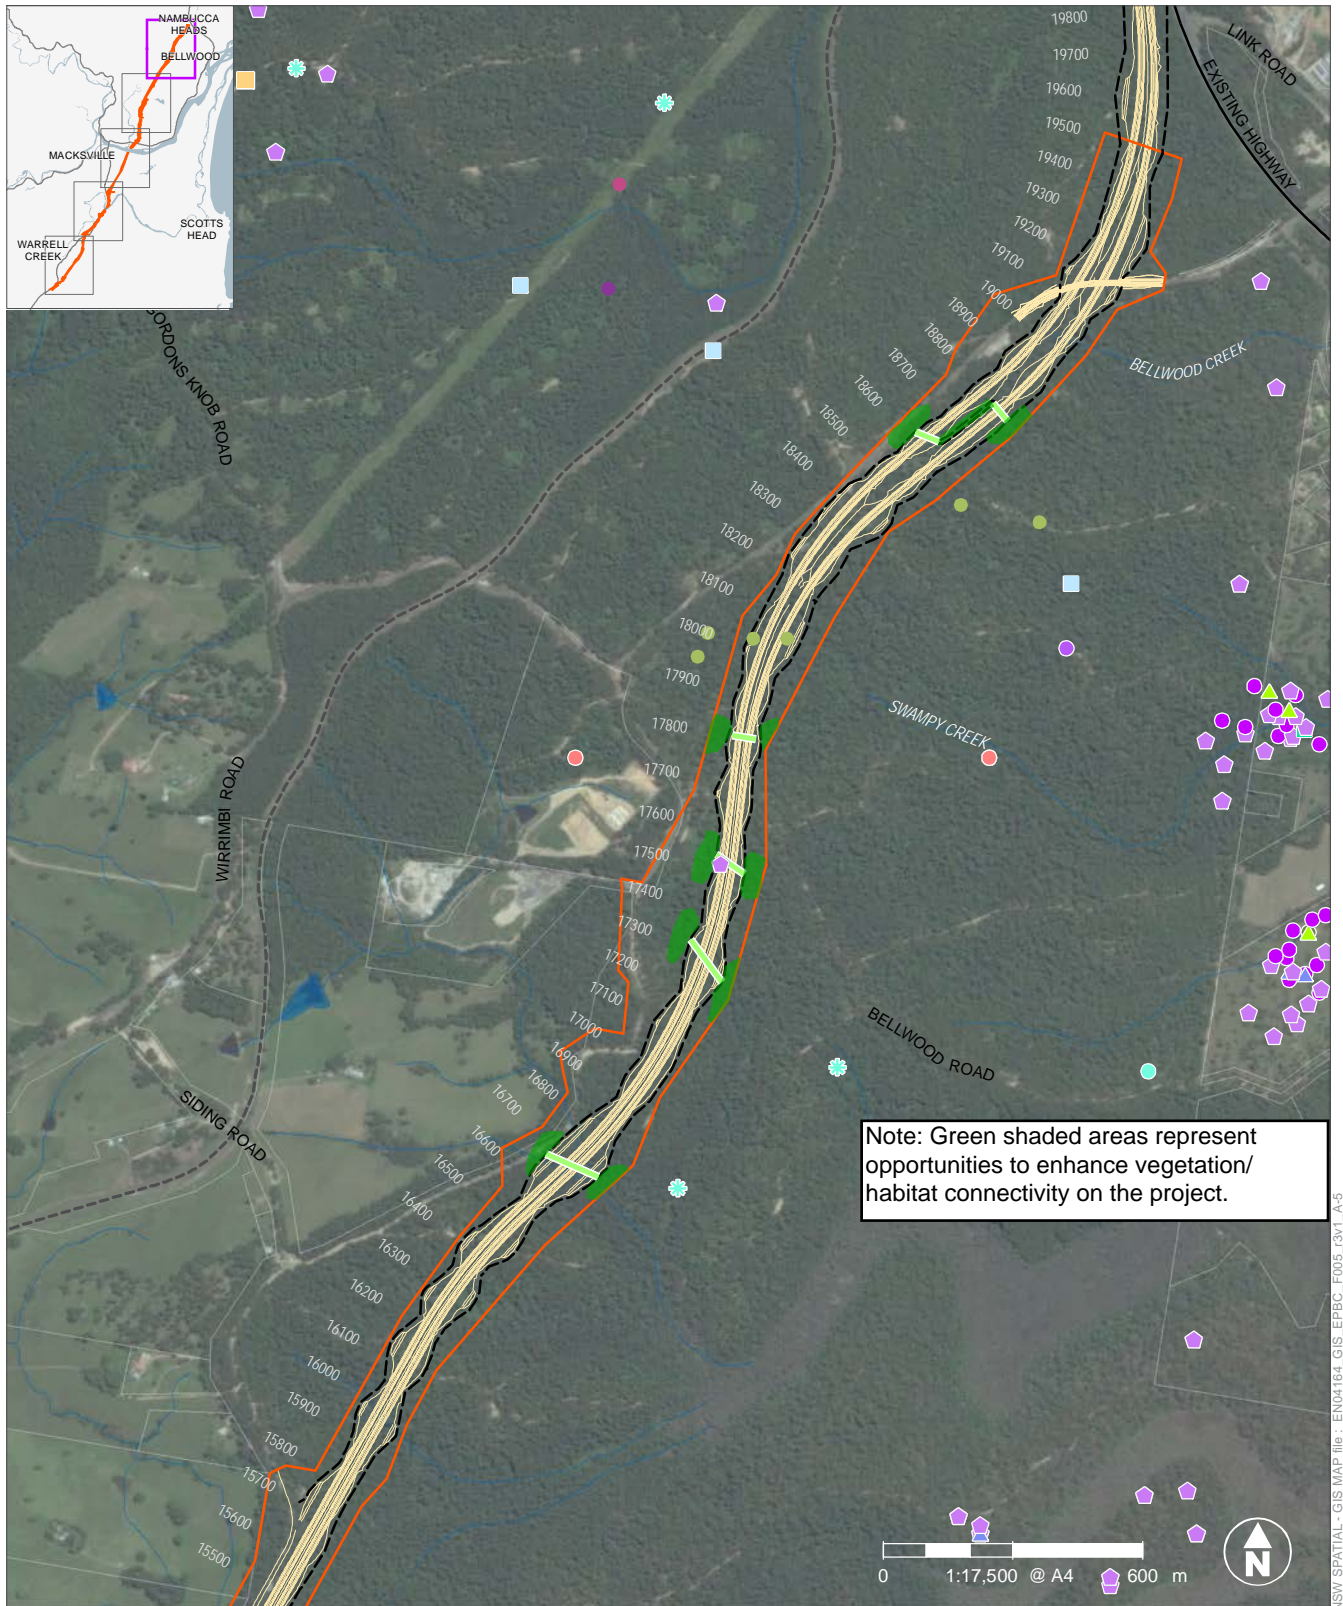 NAMBUCCA
HEADS
BELLWOOD
MACKSVILLE
SCOTTS
HEAD
WARRELL
CREEK
LINK ROAD
EXISTING HIGHWAY
GORDONS KNOB ROAD
BELLWOOD CREEK
SWAMPY CREEK
WIRRIMBI ROAD
BELLWOOD ROAD
SIDING ROAD
19800
19700
19600
19500
19400
19300
19200
19100
19000
18900
18800
18700
18600
18500
18400
18300
18200
18100
18000
17900
17800
17700
17600
17500
17400
17300
17200
17100
17000
16900
16800
16700
16600
16500
16400
16300
16200
16100
16000
15900
15800
15700
15600
15500
Note: Green shaded areas represent
opportunities to enhance vegetation/
habitat connectivity on the project.
0 1:17,500 @ A4 600 m
N
NSW SPATIAL - GIS MAP file : EN04164_GIS_EPBC_F005_r3v1_A-5